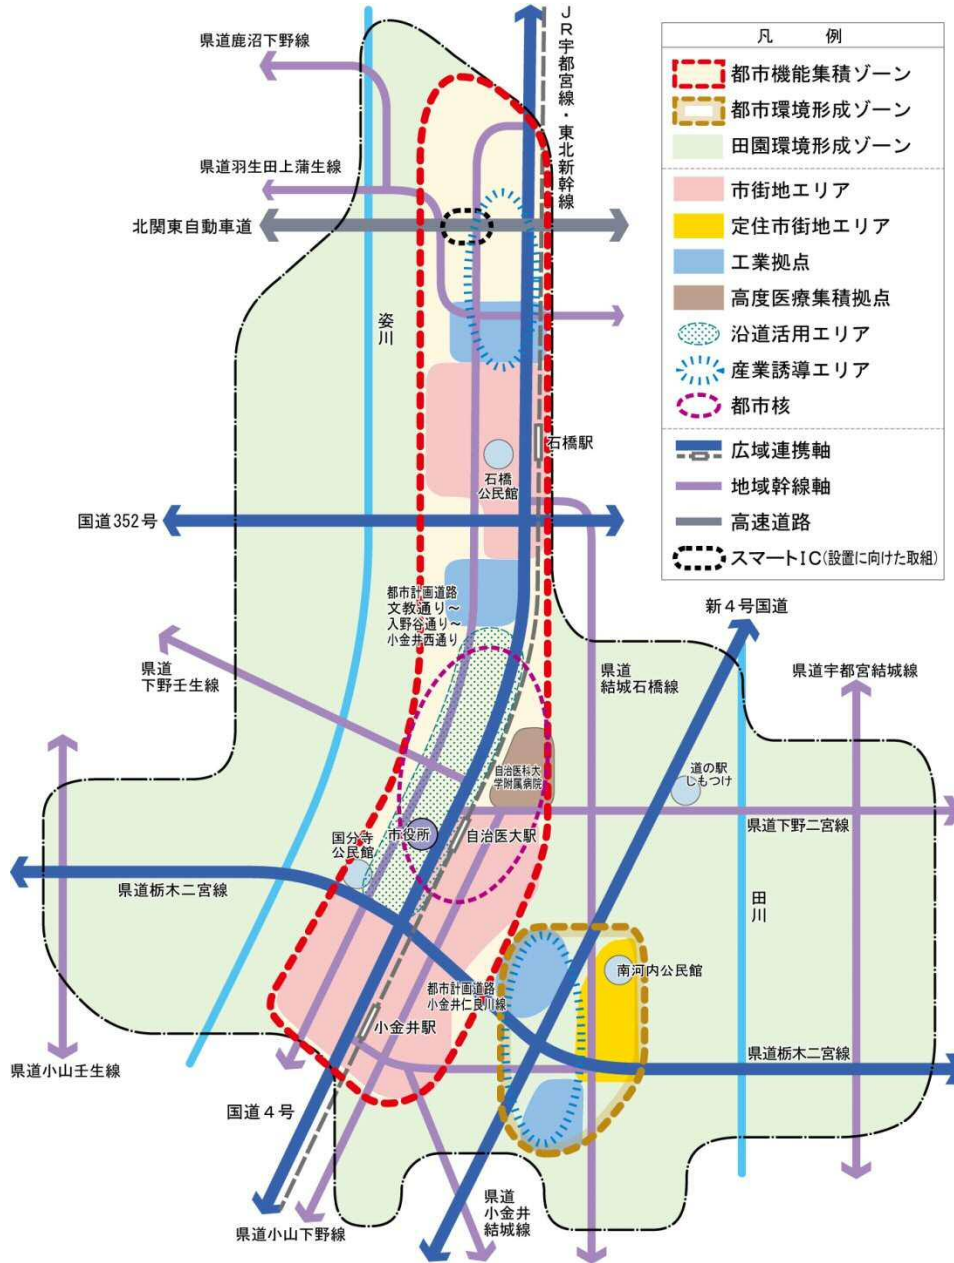 県道鹿沼下野線
県道羽生田上蒲生線
北関東自動車道
JR宇都宮線・東北新幹線
凡　例
都市機能集積ゾーン
都市環境形成ゾーン
田園環境形成ゾーン
市街地エリア
定住市街地エリア
工業拠点
高度医療集積拠点
沿道活用エリア
産業誘導エリア
都市核
広域連携軸
地域幹線軸
高速道路
スマートIC(設置に向けた取組)
姿川
石橋駅
石橋
公民館
国道352号
都市計画道路
文教通り～
入野谷通り～
小金井西通り
新4号国道
県道
下野壬生線
県道
結城石橋線
県道宇都宮結城線
自治医科大
学附属病院
道の駅
しもつけ
県道下野二宮線
市役所
自治医大駅
国分寺
公民館
県道栃木二宮線
田川
南河内公民館
都市計画道路
小金井仁良川線
小金井駅
県道栃木二宮線
県道小山壬生線
国道4号
県道小山下野線
県道
小金井
結城線